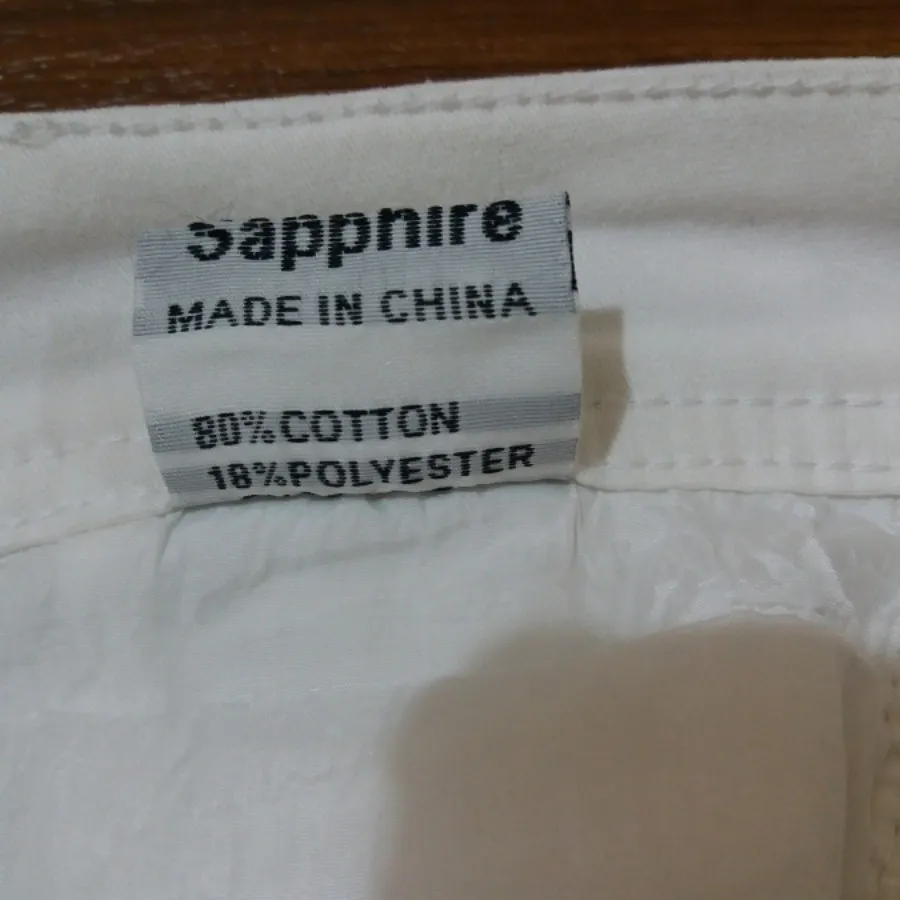 Sapphire
MADE IN CHINA
80%COTTON
18%POLYESTER